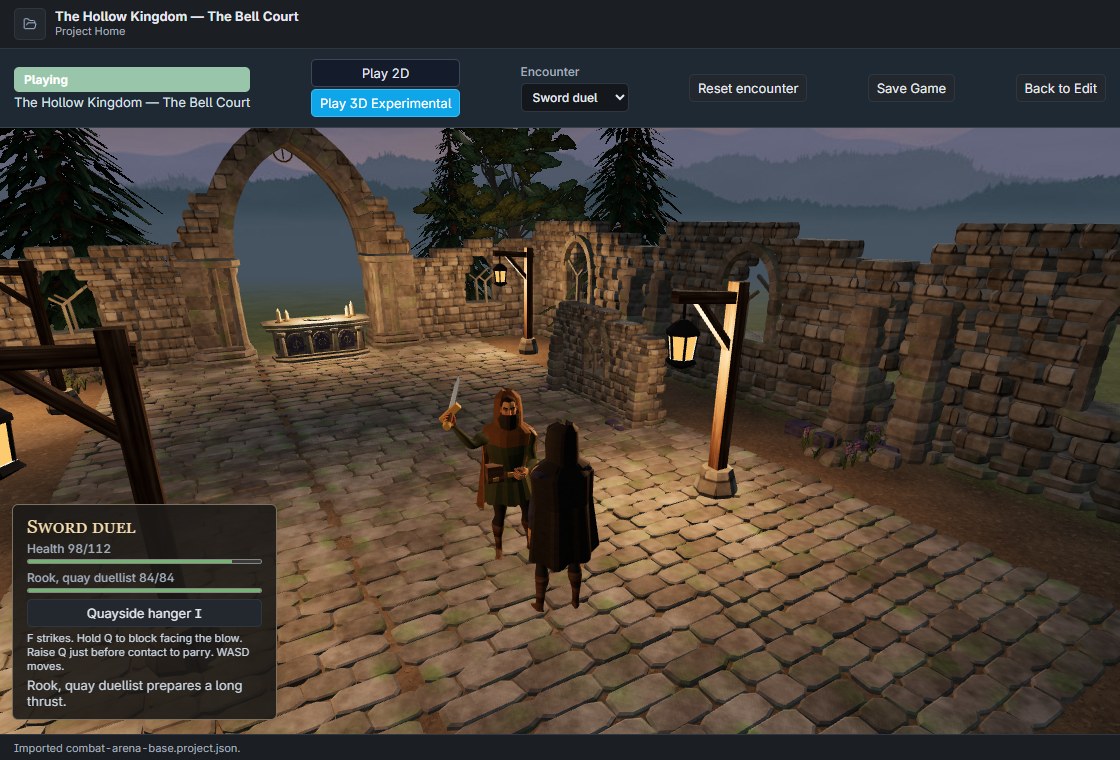 The Hollow Kingdom — The Bell Court
Project Home
Playing
The Hollow Kingdom — The Bell Court
Play 2D
Play 3D Experimental
Encounter
Sword duel
Reset encounter
Save Game
Back to Edit
Sword duel
Health 98/112
Rook, quay duellist 84/84
Quayside hanger I
F strikes. Hold Q to block facing the blow.
Raise Q just before contact to parry. WASD
moves.
Rook, quay duellist prepares a long
thrust.
Imported combat-arena-base.project.json.